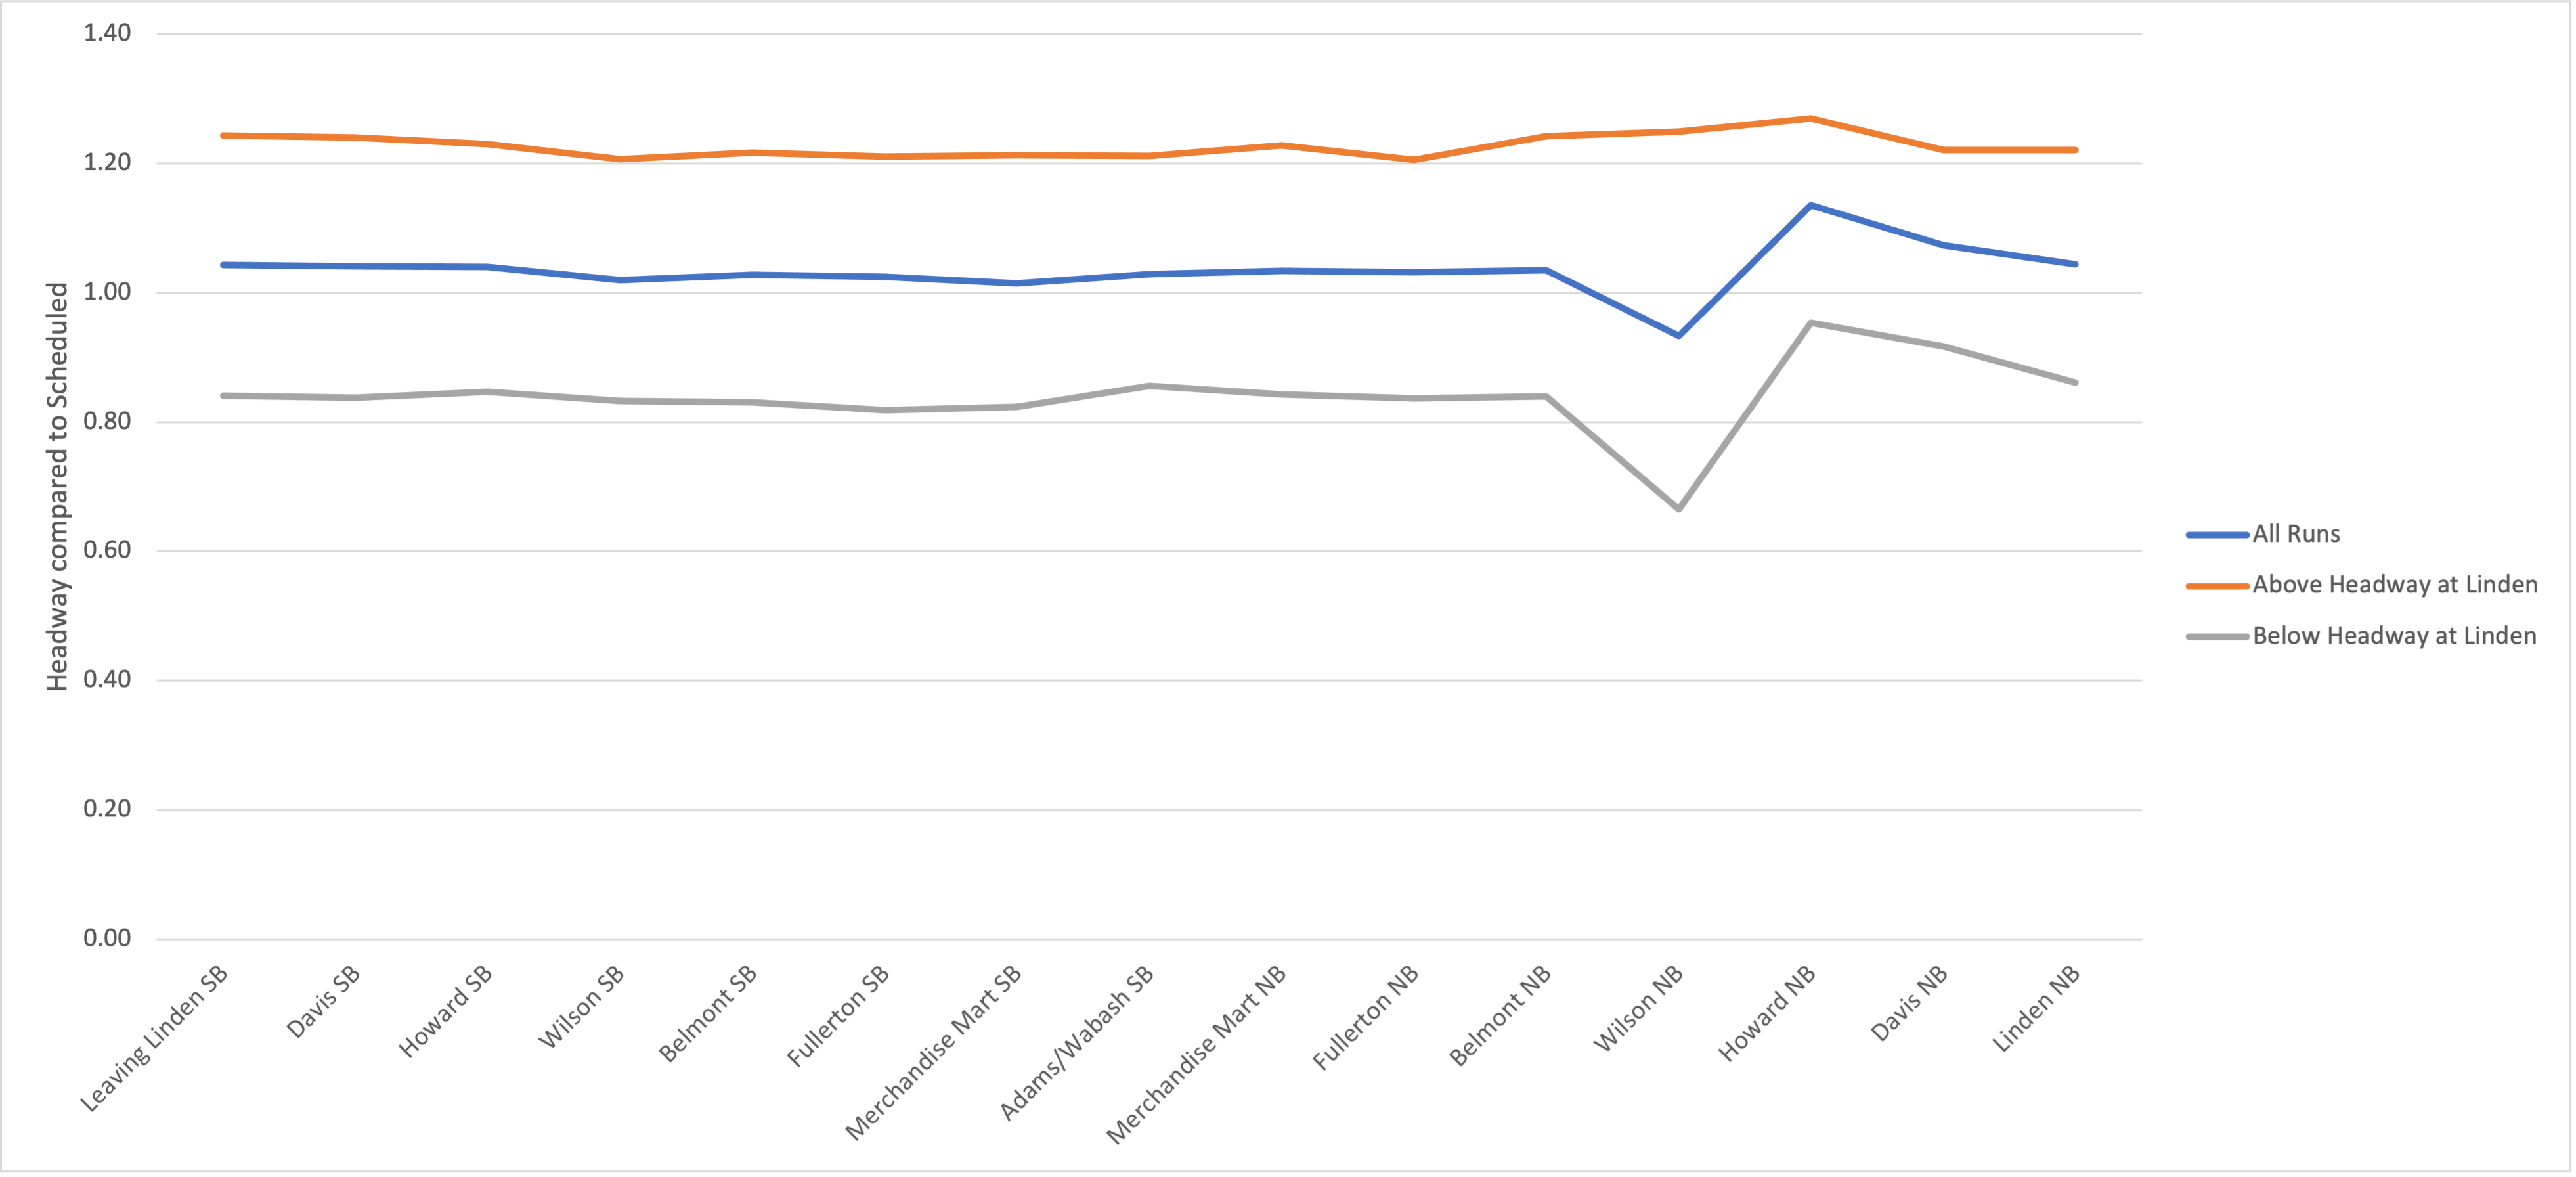 1.40
1.20
1.00
0.80
0.60
0.40
0.20
0.00
Headway compared to Scheduled
Leaving Linden SB
Davis SB
Howard SB
Wilson SB
Belmont SB
Fullerton SB
Merchandise Mart SB
Adams/Wabash SB
Merchandise Mart NB
Fullerton NB
Belmont NB
Wilson NB
Howard NB
Davis NB
Linden NB
All Runs
Above Headway at Linden
Below Headway at Linden